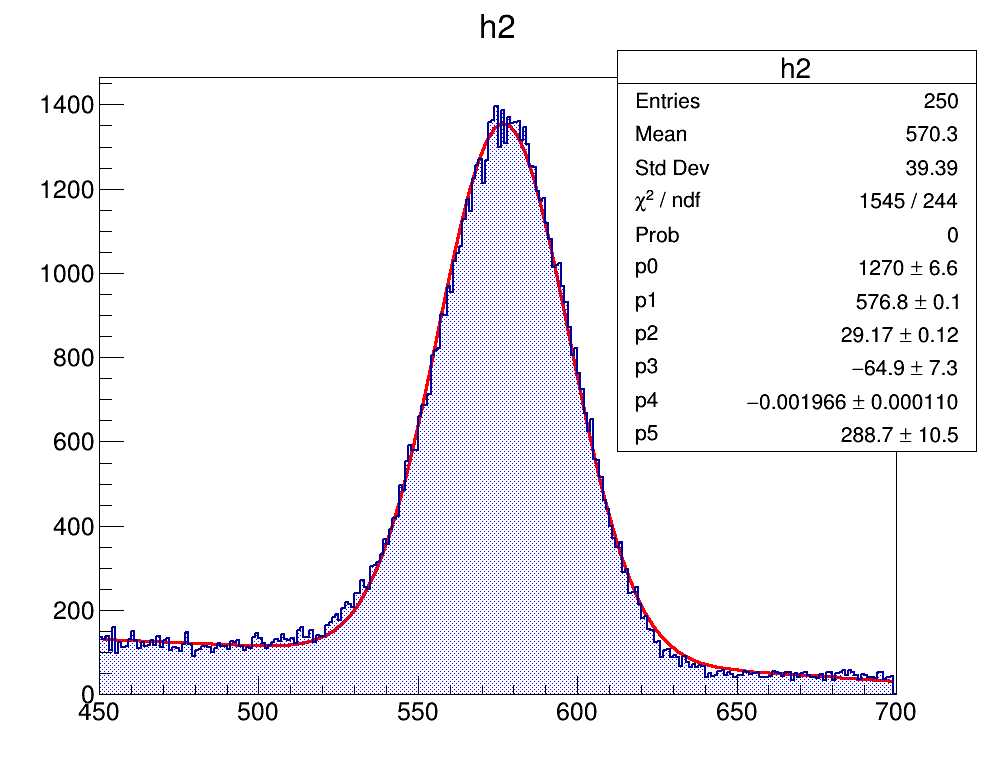 h2
h2
Entries 250
Mean 570.3
Std Dev 39.39
χ² / ndf 1545 / 244
Prob 0
p0 1270 ± 6.6
p1 576.8 ± 0.1
p2 29.17 ± 0.12
p3 −64.9 ± 7.3
p4 −0.001966 ± 0.000110
p5 288.7 ± 10.5
1400
1200
1000
800
600
400
200
0
450 500 550 600 650 700